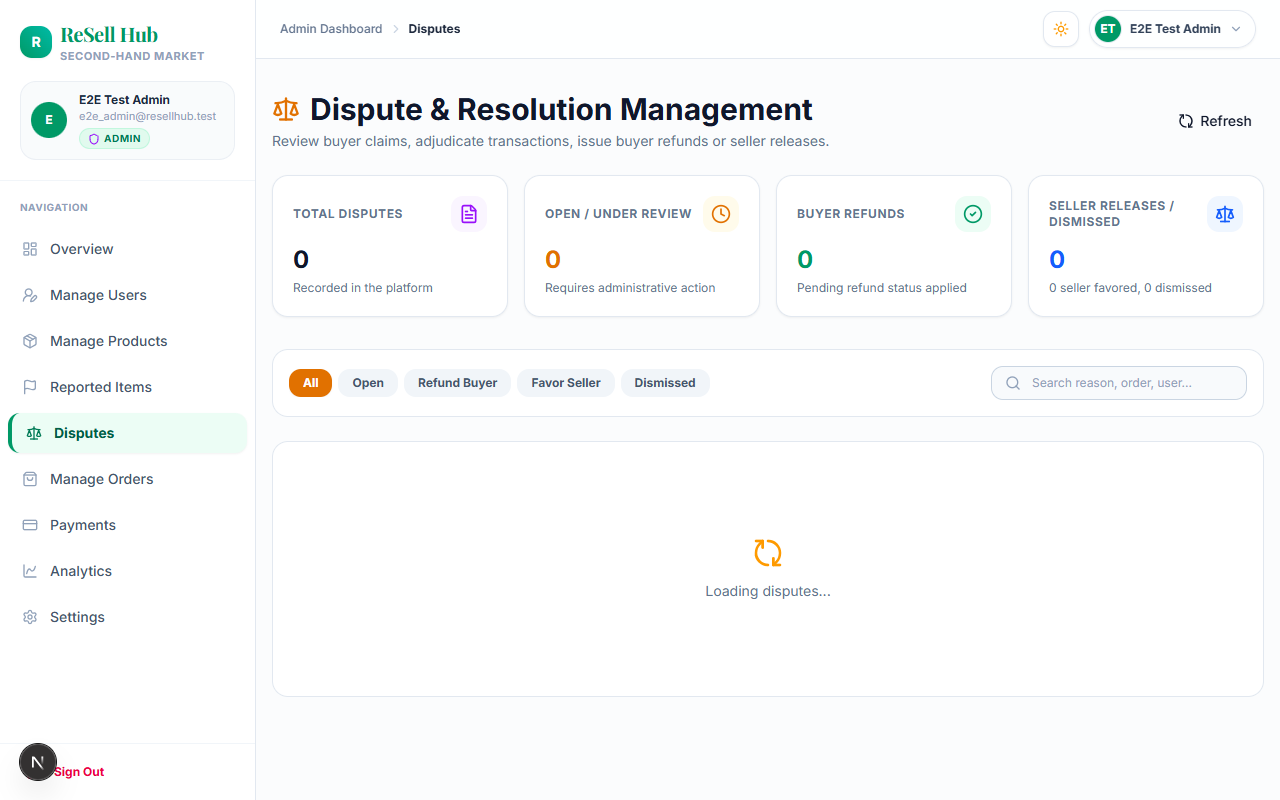 R
ReSell Hub
SECOND-HAND MARKET
E
E2E Test Admin
e2e_admin@resellhub.test
ADMIN
NAVIGATION
Overview
Manage Users
Manage Products
Reported Items
Disputes
Manage Orders
Payments
Analytics
Settings
N
Sign Out
Admin Dashboard
Disputes
ET
E2E Test Admin
Dispute & Resolution Management
Review buyer claims, adjudicate transactions, issue buyer refunds or seller releases.
Refresh
TOTAL DISPUTES
0
Recorded in the platform
OPEN / UNDER REVIEW
0
Requires administrative action
BUYER REFUNDS
0
Pending refund status applied
SELLER RELEASES /
DISMISSED
0
0 seller favored, 0 dismissed
All
Open
Refund Buyer
Favor Seller
Dismissed
Search reason, order, user...
Loading disputes...